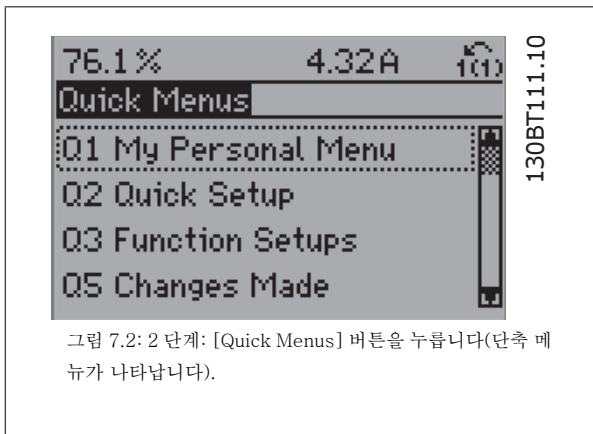 76.1% 4.32A 1(1)
Quick Menus
Q1 My Personal Menu
Q2 Quick Setup
Q3 Function Setups
Q5 Changes Made
130BT111.10
그림 7.2: 2 단계: [Quick Menus] 버튼을 누릅니다(단축 메
뉴가 나타납니다).